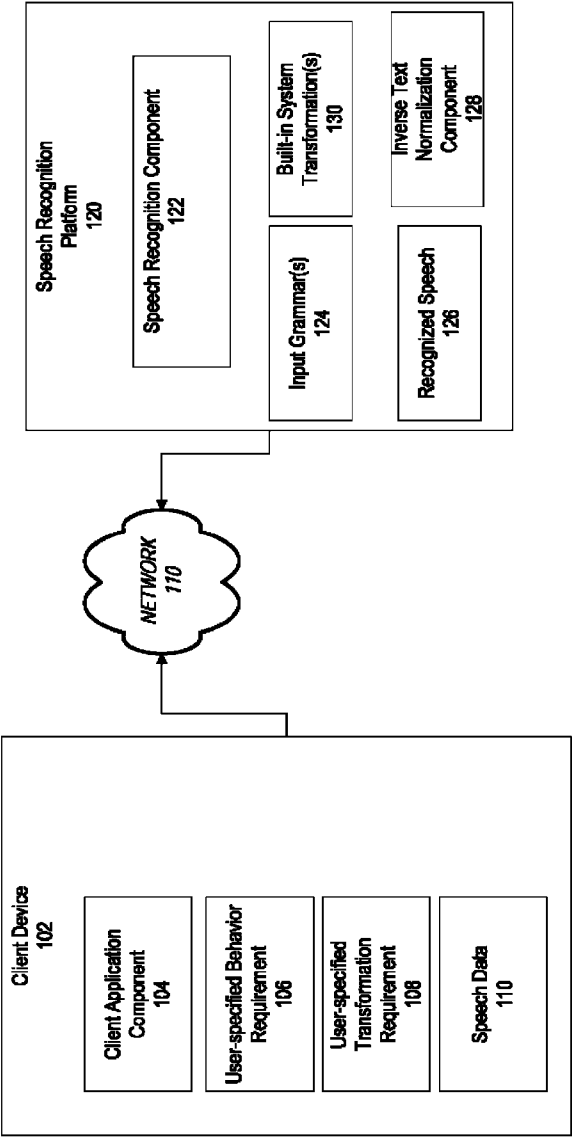 Client Device
102
Client Application
Component
104
User-specified Behavior
Requirement
106
User-specified
Transformation
Requirement
108
Speech Data
110
NETWORK
110
Speech Recognition
Platform
120
Speech Recognition Component
122
Input Grammar(s)
124
Built-in System
Transformation(s)
130
Recognized Speech
126
Inverse Text
Normalization
Component
128